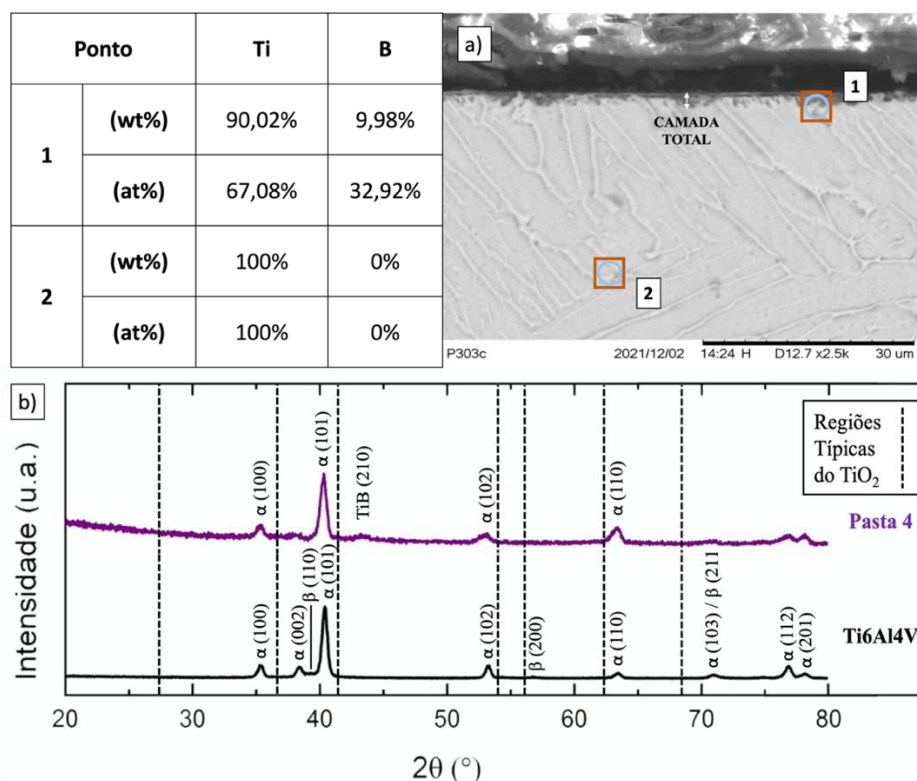 Ponto Ti B
1 (wt%) 90,02% 9,98%
(at%) 67,08% 32,92%
2 (wt%) 100% 0%
(at%) 100% 0%
a)
1
CAMADA
TOTAL
2
P303c 2021/12/02 14:24 H D12.7 x2.5k 30 um
b)
Regiões
Típicas
do TiO₂
Pasta 4
α (100)
α (101)
TiB (210)
α (102)
α (110)
Ti6Al4V
α (100)
α (002)
β (110)
α (101)
α (102)
β (200)
α (110)
α (103) / β (211
α (112)
α (201)
Intensidade (u.a.)
20 30 40 50 60 70 80
2θ (°)